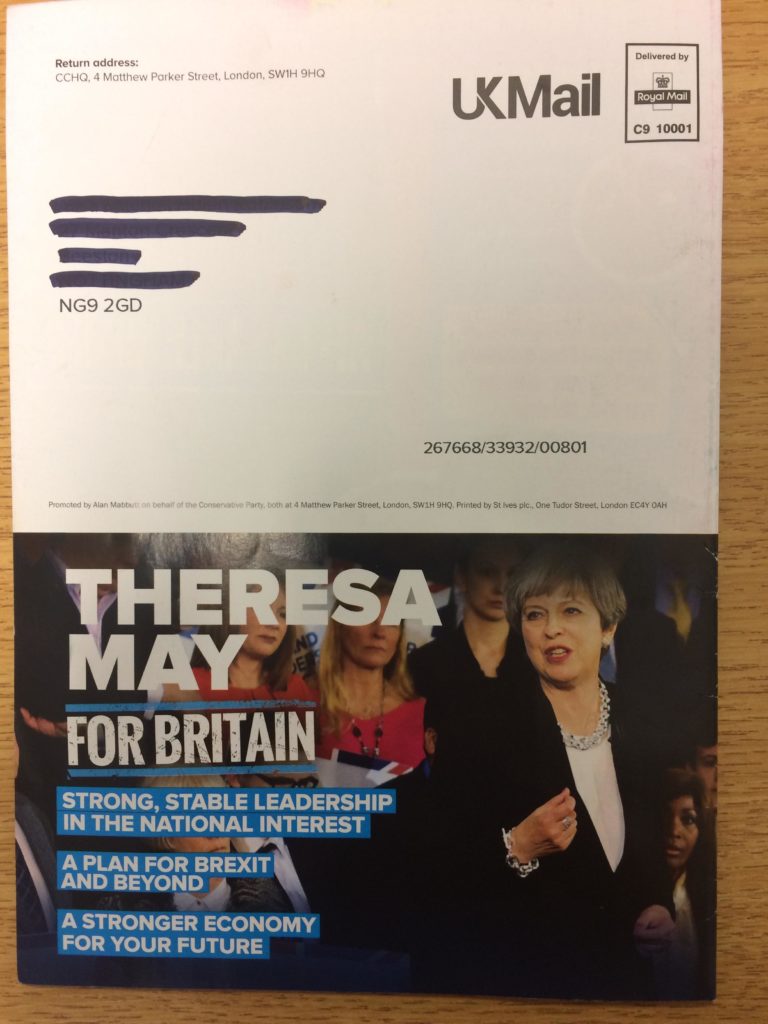 Return address:
CCHQ, 4 Matthew Parker Street, London, SW1H 9HQ
UKMail
Delivered by
Royal Mail
C9 10001
NG9 2GD
267668/33932/00801
Promoted by Alan Mabbutt on behalf of the Conservative Party, both at 4 Matthew Parker Street, London, SW1H 9HQ. Printed by St Ives plc., One Tudor Street, London EC4Y 0AH
THERESA
MAY
FOR BRITAIN
STRONG, STABLE LEADERSHIP
IN THE NATIONAL INTEREST
A PLAN FOR BREXIT
AND BEYOND
A STRONGER ECONOMY
FOR YOUR FUTURE